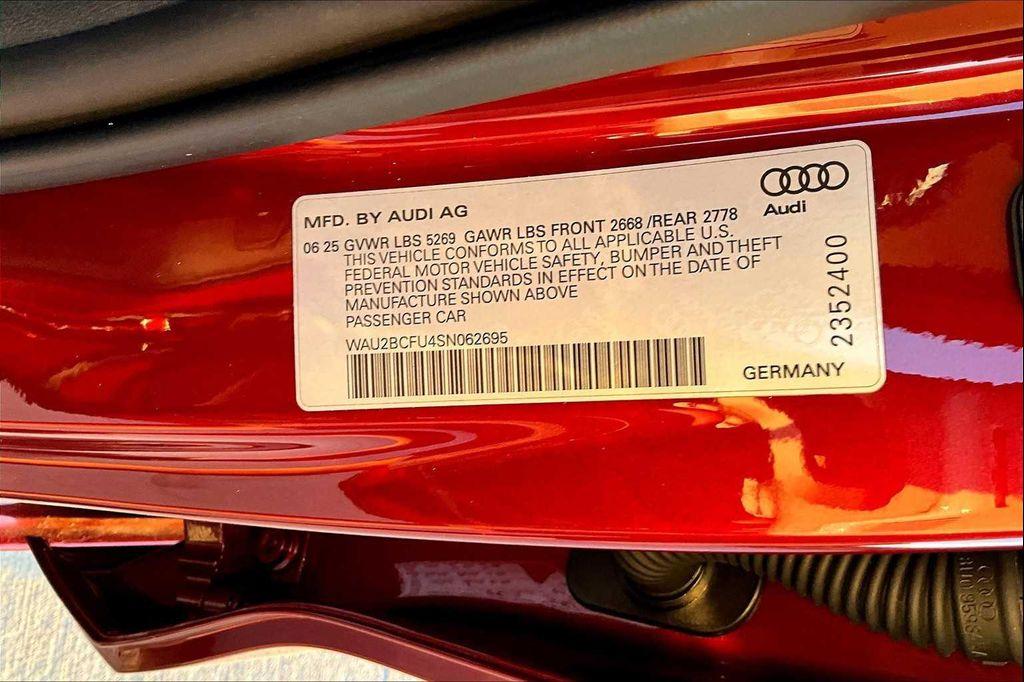 MFD. BY AUDI AG
Audi
06 25 GVWR LBS 5269 GAWR LBS FRONT 2668 /REAR 2778
THIS VEHICLE CONFORMS TO ALL APPLICABLE U.S.
FEDERAL MOTOR VEHICLE SAFETY, BUMPER AND THEFT
PREVENTION STANDARDS IN EFFECT ON THE DATE OF
MANUFACTURE SHOWN ABOVE
PASSENGER CAR
WAU2BCFU4SN062695
GERMANY
2352400